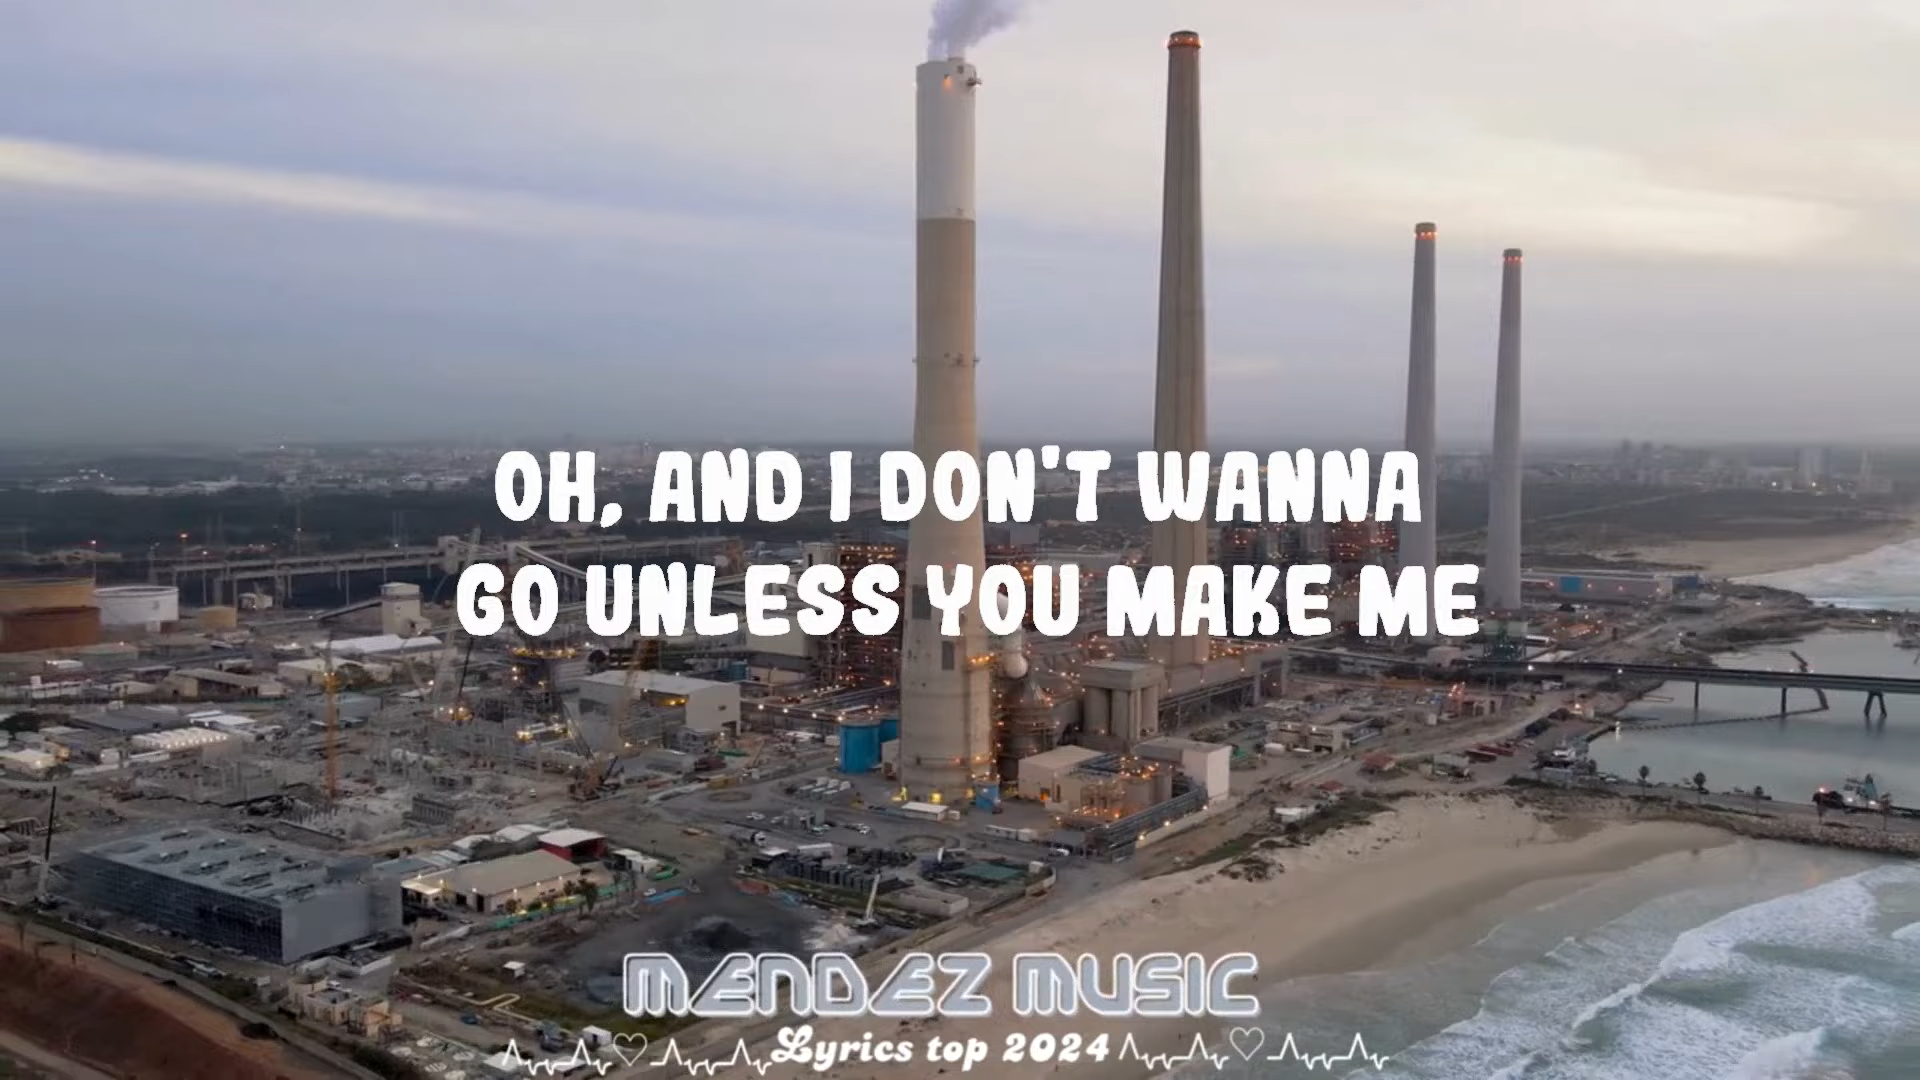 OH, AND I DON'T WANNA
GO UNLESS YOU MAKE ME
MENDEZ MUSIC
Lyrics top 2024